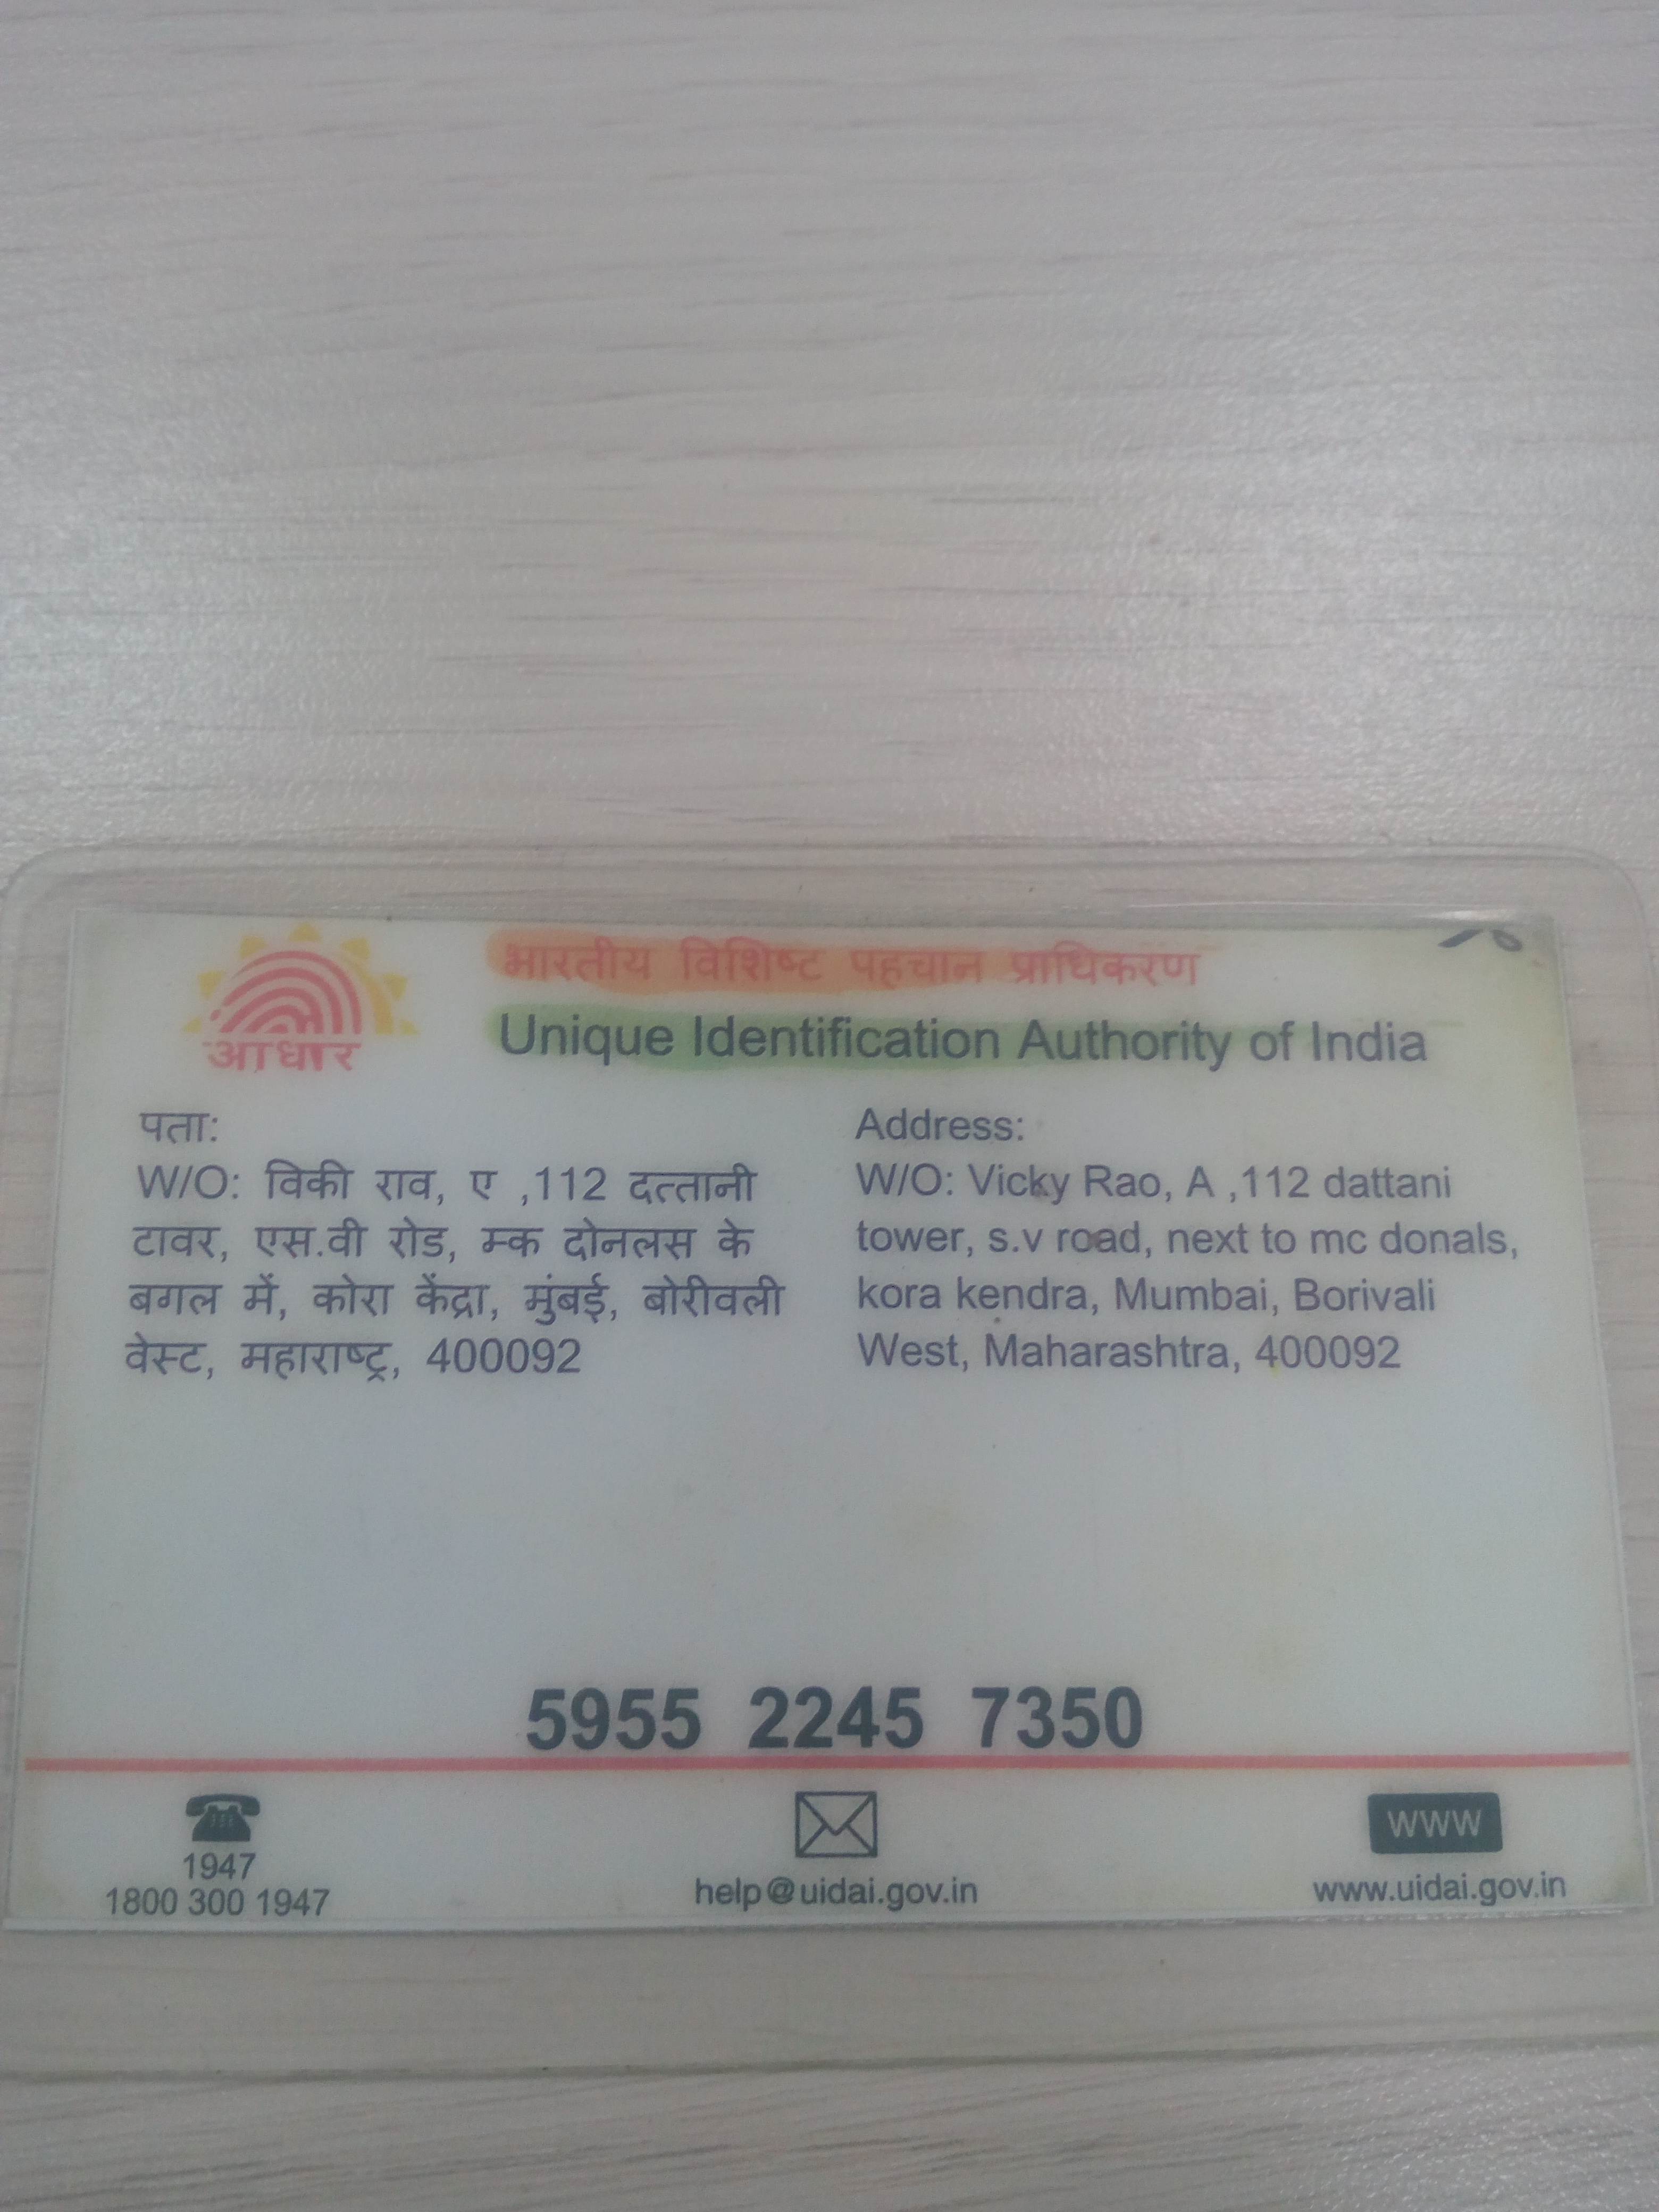 आधार
भारतीय विशिष्ट पहचान प्राधिकरण
Unique Identification Authority of India
पता:
W/O: विकी राव, ए ,112 दत्तानी
टावर, एस.वी रोड, म्क दोनलस के
बगल में, कोरा केंद्रा, मुंबई, बोरीवली
वेस्ट, महाराष्ट्र, 400092
Address:
W/O: Vicky Rao, A ,112 dattani
tower, s.v road, next to mc donals,
kora kendra, Mumbai, Borivali
West, Maharashtra, 400092
5955 2245 7350
1947
1800 300 1947
help@uidai.gov.in
WWW
www.uidai.gov.in